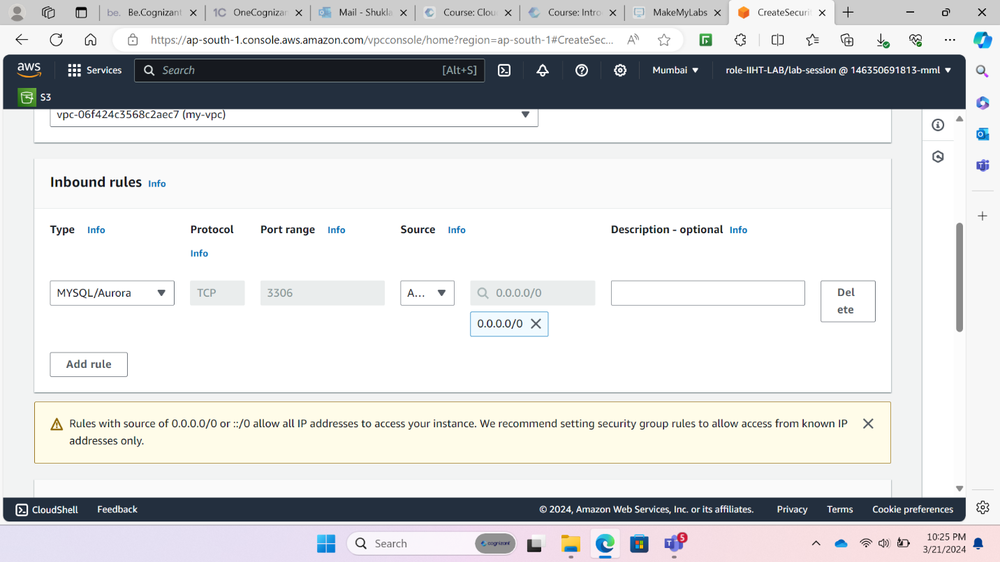 be. Be.Cognizant
1C OneCognizan
Mail - Shukla
Course: Clou
Course: Intro
MakeMyLabs
CreateSecuri
https://ap-south-1.console.aws.amazon.com/vpcconsole/home?region=ap-south-1#CreateSec...
aws Services Search [Alt+S] Mumbai role-IIHT-LAB/lab-session @ 146350691813-mml
S3
vpc-06f424c3568c2aec7 (my-vpc)
Inbound rules Info
Type Info Protocol Port range Info Source Info Description - optional Info
Info
MYSQL/Aurora TCP 3306 A... 0.0.0.0/0 Del
ete
0.0.0.0/0
Add rule
Rules with source of 0.0.0.0/0 or ::/0 allow all IP addresses to access your instance. We recommend setting security group rules to allow access from known IP
addresses only.
CloudShell Feedback © 2024, Amazon Web Services, Inc. or its affiliates. Privacy Terms Cookie preferences
Search cognizant 5 10:25 PM
3/21/2024